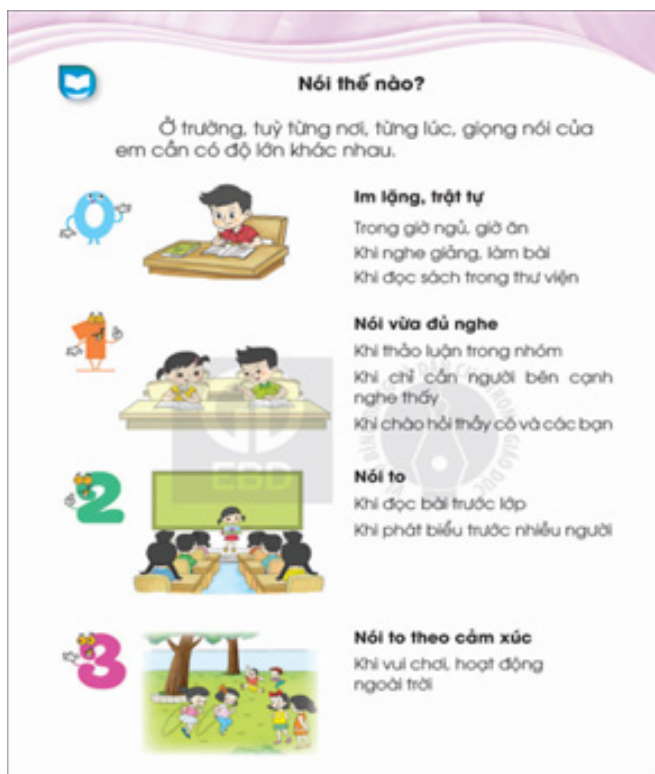 Nói thế nào?
Ở trường, tuỳ từng nơi, từng lúc, giọng nói của
em cần có độ lớn khác nhau.
0
Im lặng, trật tự
Trong giờ ngủ, giờ ăn
Khi nghe giảng, làm bài
Khi đọc sách trong thư viện
1
Nói vừa đủ nghe
Khi thảo luận trong nhóm
Khi chỉ cần người bên cạnh
nghe thấy
Khi chào hỏi thầy cô và các bạn
EBD
2
Nói to
Khi đọc bài trước lớp
Khi phát biểu trước nhiều người
3
Nói to theo cảm xúc
Khi vui chơi, hoạt động
ngoài trời